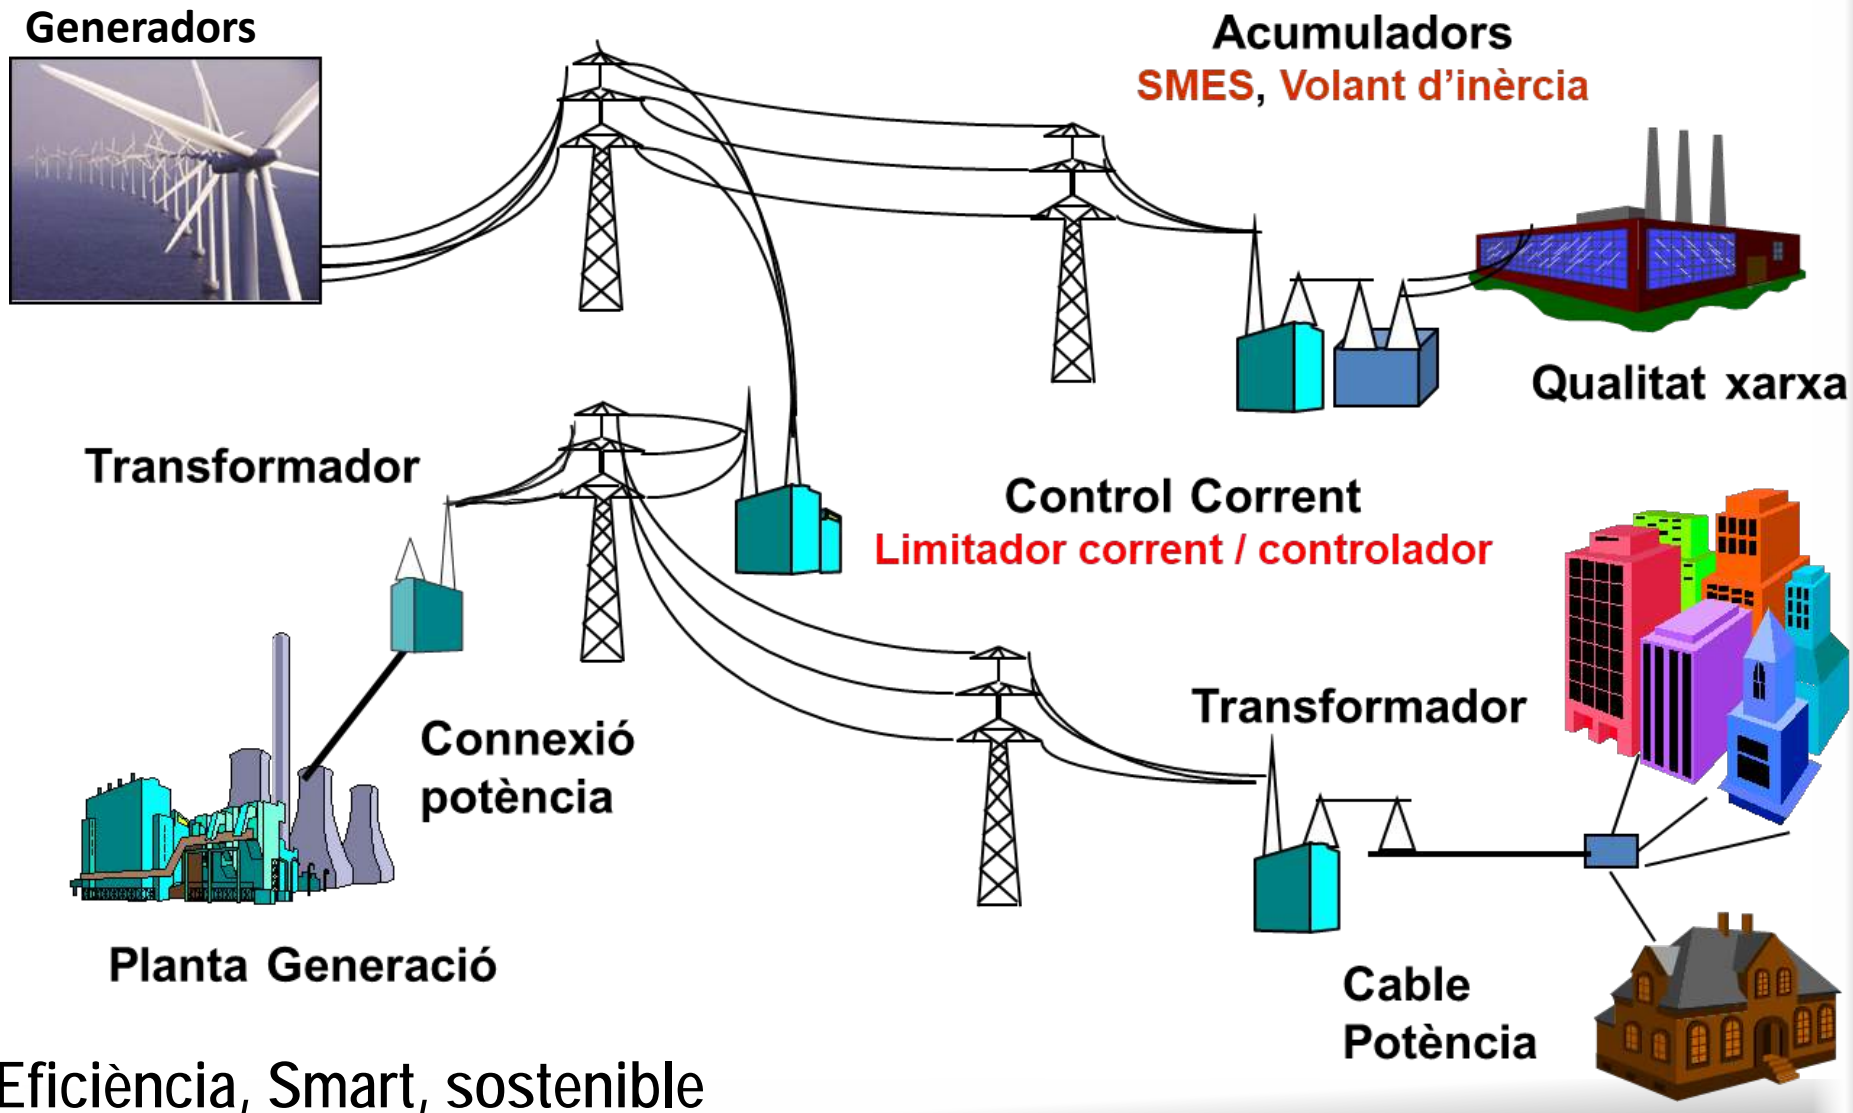 Generadors
Acumuladors
SMES, Volant d'inèrcia
Qualitat xarxa
Transformador
Control Corrent
Limitador corrent / controlador
Transformador
Connexió
potència
Planta Generació
Cable
Potència
Eficiència, Smart, sostenible